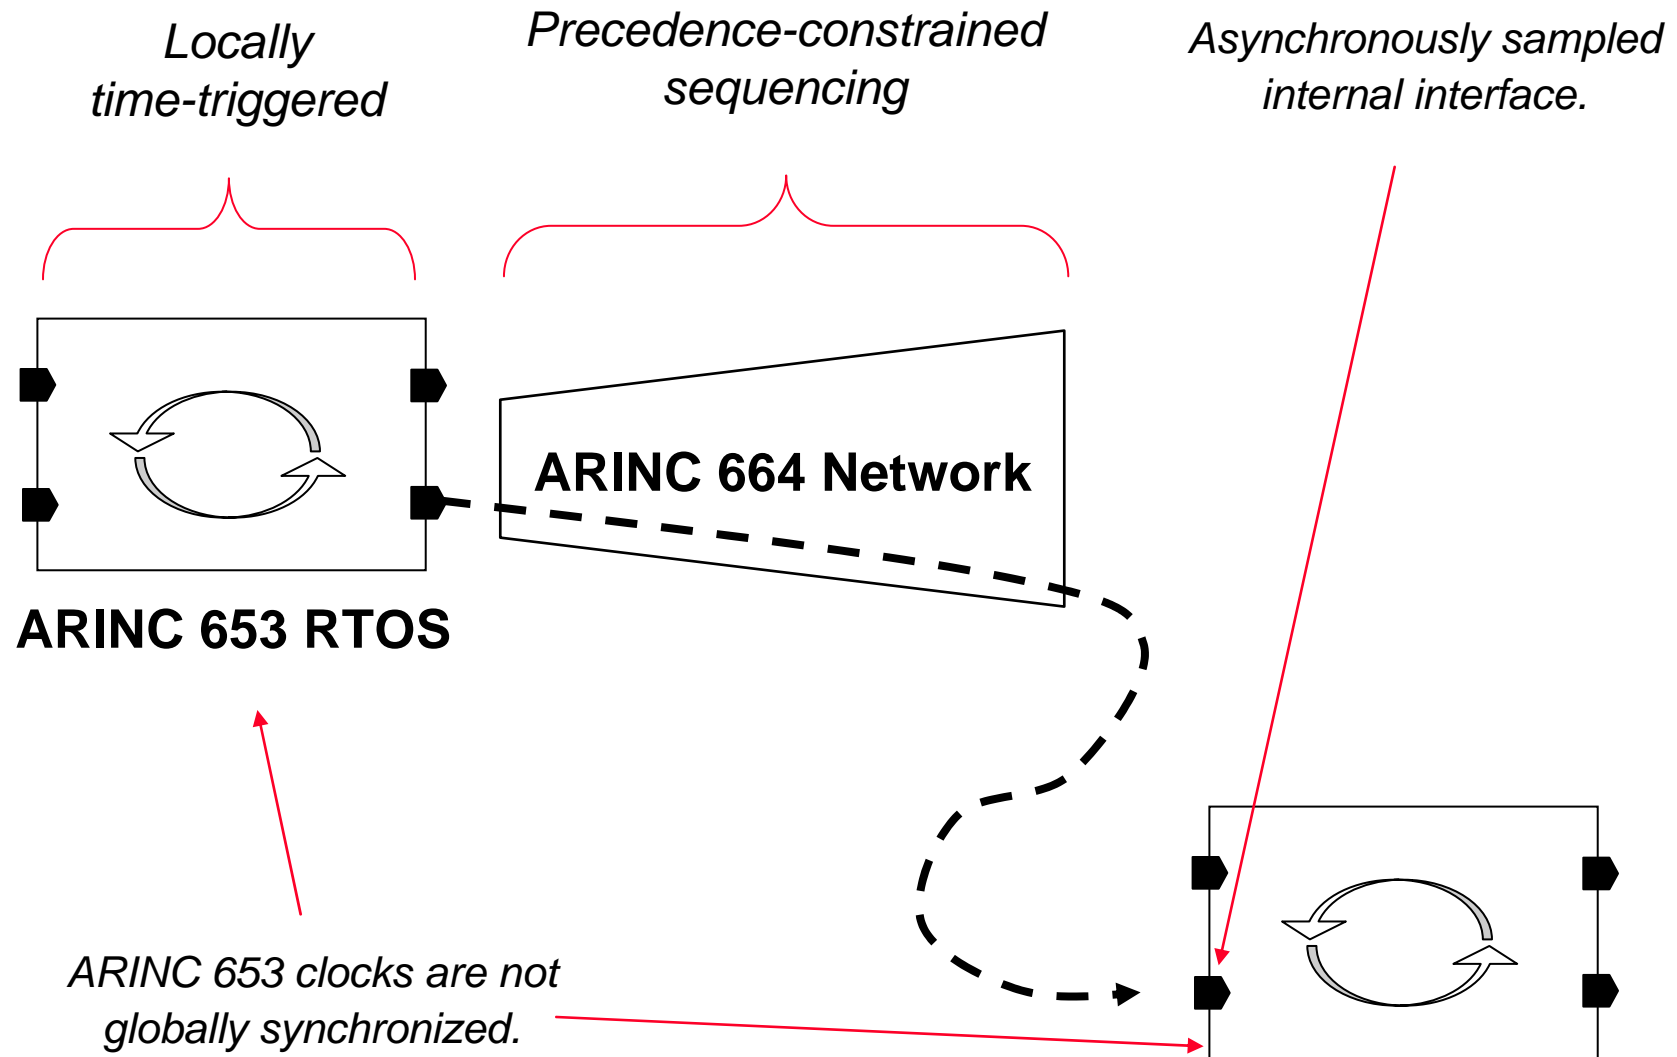 Locally
time-triggered
Precedence-constrained
sequencing
Asynchronously sampled
internal interface.
ARINC 664 Network
ARINC 653 RTOS
ARINC 653 clocks are not
globally synchronized.